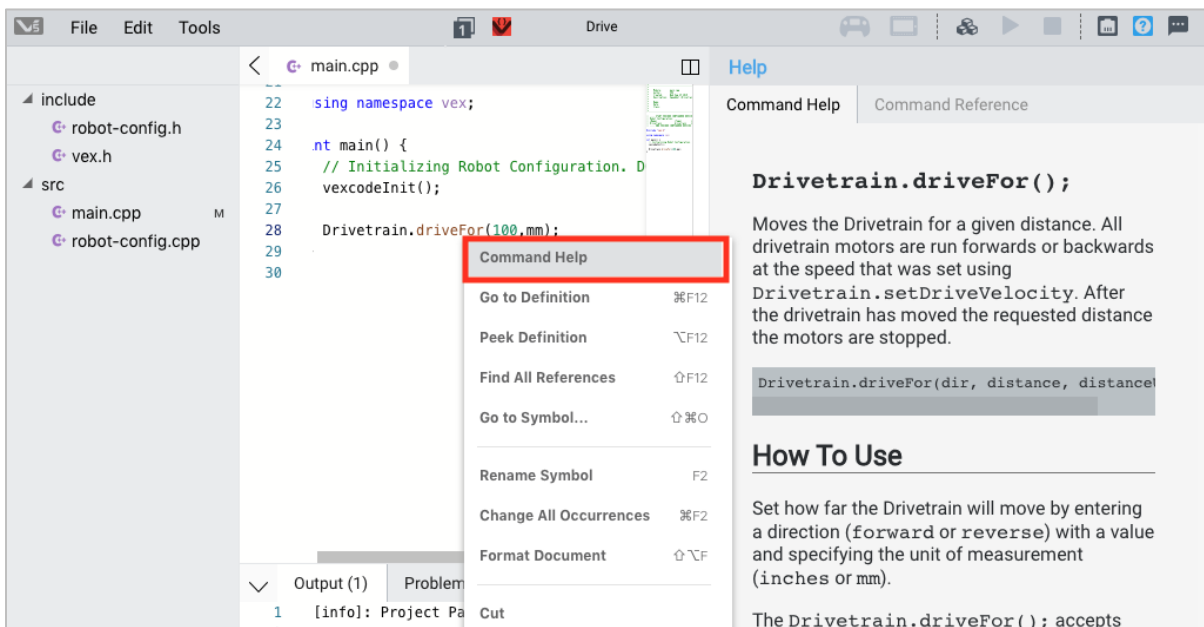 V5 File Edit Tools 1 Drive
include
robot-config.h
vex.h
src
main.cpp M
robot-config.cpp
main.cpp
22 sing namespace vex;
23
24 nt main() {
25 // Initializing Robot Configuration. D
26 vexcodeInit();
27
28 Drivetrain.driveFor(100,mm);
29
30
Command Help
Go to Definition ⌘F12
Peek Definition ⌥F12
Find All References ⇧F12
Go to Symbol... ⇧⌘O
Rename Symbol F2
Change All Occurrences ⌘F2
Format Document ⇧⌥F
Cut
Output (1) Problem
1 [info]: Project Pa
Help
Command Help Command Reference
Drivetrain.driveFor();
Moves the Drivetrain for a given distance. All
drivetrain motors are run forwards or backwards
at the speed that was set using
Drivetrain.setDriveVelocity. After
the drivetrain has moved the requested distance
the motors are stopped.
Drivetrain.driveFor(dir, distance, distance
How To Use
Set how far the Drivetrain will move by entering
a direction (forward or reverse) with a value
and specifying the unit of measurement
(inches or mm).
The Drivetrain.driveFor(); accepts